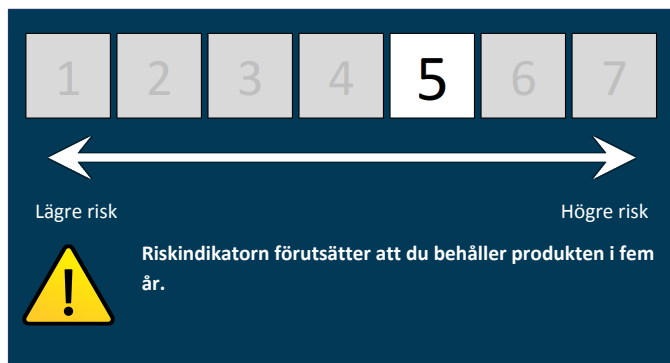 1 2 3 4 5 6 7
Lägre risk Högre risk
Riskindikatorn förutsätter att du behåller produkten i fem
år.